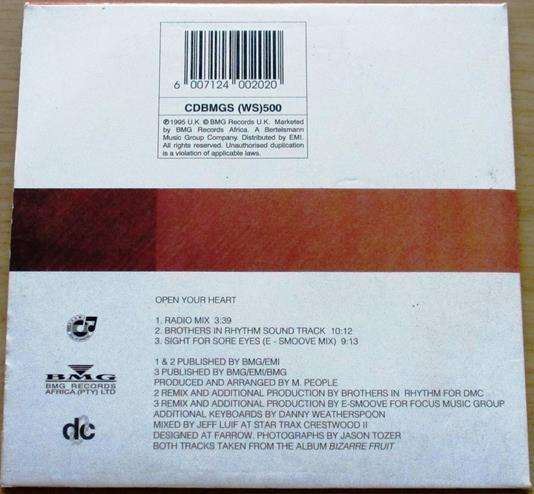 6 007124 002020
CDBMGS (WS)500
℗1995 U.K. © BMG Records U.K. Marketed
by BMG Records Africa. A Bertelsmann
Music Group Company. Distributed by EMI.
All rights reserved. Unauthorised duplication
is a violation of applicable laws.
OPEN YOUR HEART
1. RADIO MIX 3:39
2. BROTHERS IN RHYTHM SOUND TRACK 10:12
3. SIGHT FOR SORE EYES (E - SMOOVE MIX) 9:13
1 & 2 PUBLISHED BY BMG/EMI
3 PUBLISHED BY BMG/EMI/BMG
PRODUCED AND ARRANGED BY M. PEOPLE
2 REMIX AND ADDITIONAL PRODUCTION BY BROTHERS IN RHYTHM FOR DMC
3 REMIX AND ADDITIONAL PRODUCTION BY E-SMOOVE FOR FOCUS MUSIC GROUP
ADDITIONAL KEYBOARDS BY DANNY WEATHERSPOON
MIXED BY JEFF LUIF AT STAR TRAX CRESTWOOD II
DESIGNED AT FARROW. PHOTOGRAPHS BY JASON TOZER
BOTH TRACKS TAKEN FROM THE ALBUM BIZARRE FRUIT
BMG
BMG RECORDS
AFRICA (PTY) LTD